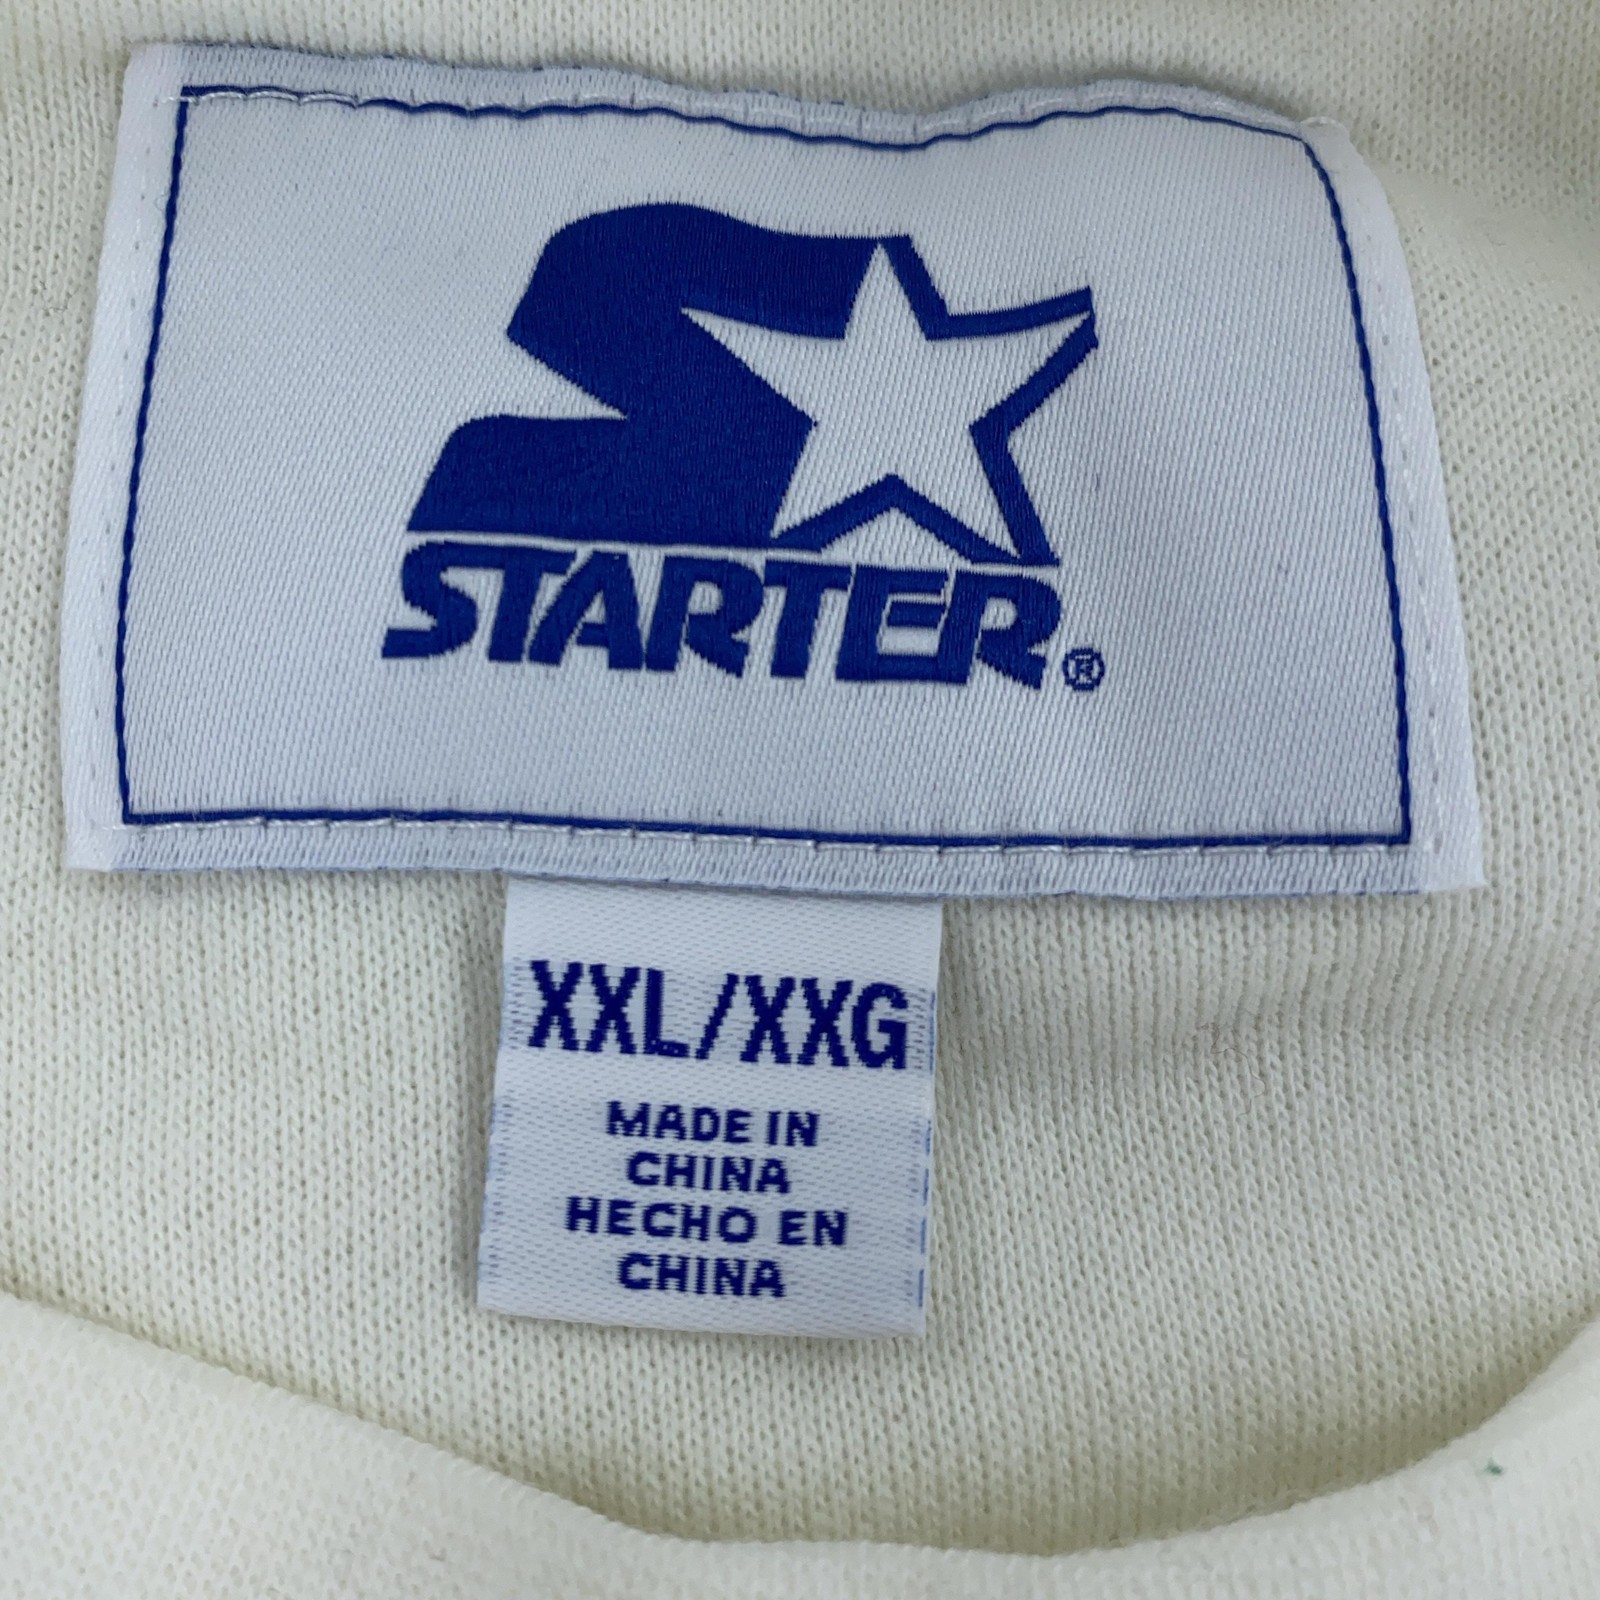 STARTER®
XXL/XXG
MADE IN
CHINA
HECHO EN
CHINA